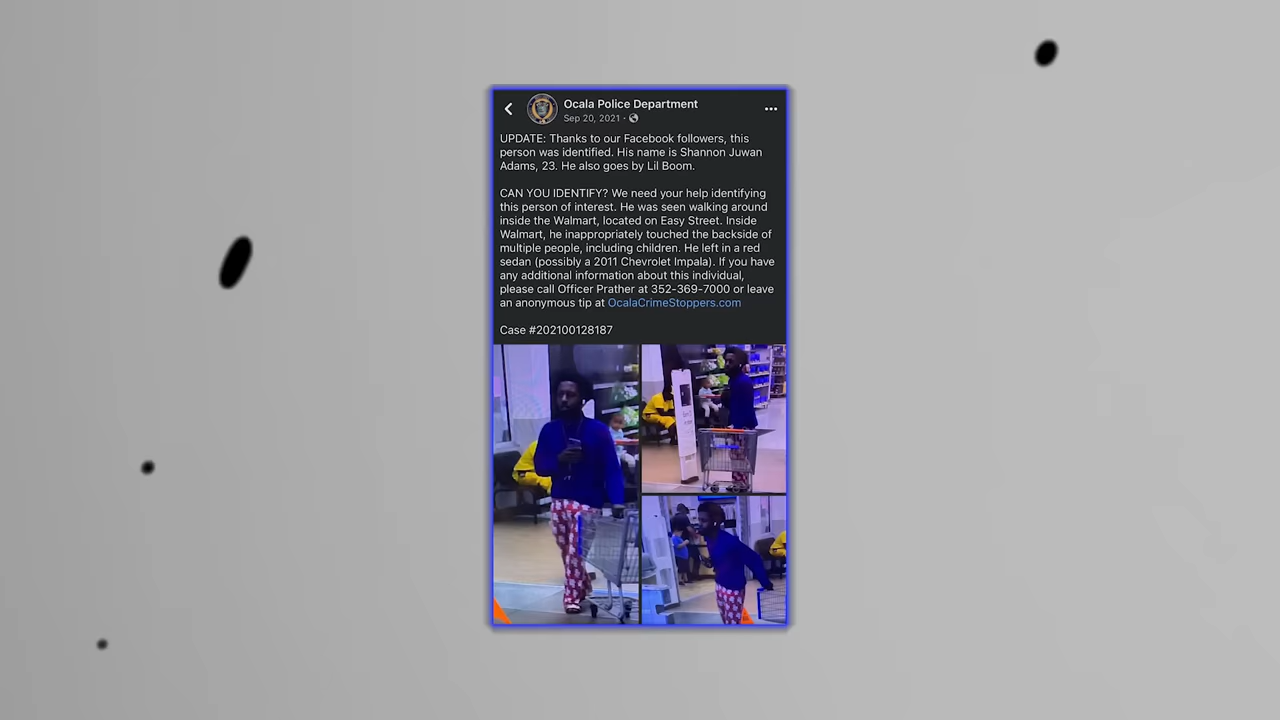 Ocala Police Department
Sep 20, 2021 ·
UPDATE: Thanks to our Facebook followers, this
person was identified. His name is Shannon Juwan
Adams, 23. He also goes by Lil Boom.
CAN YOU IDENTIFY? We need your help identifying
this person of interest. He was seen walking around
inside the Walmart, located on Easy Street. Inside
Walmart, he inappropriately touched the backside of
multiple people, including children. He left in a red
sedan (possibly a 2011 Chevrolet Impala). If you have
any additional information about this individual,
please call Officer Prather at 352-369-7000 or leave
an anonymous tip at OcalaCrimeStoppers.com
Case #202100128187